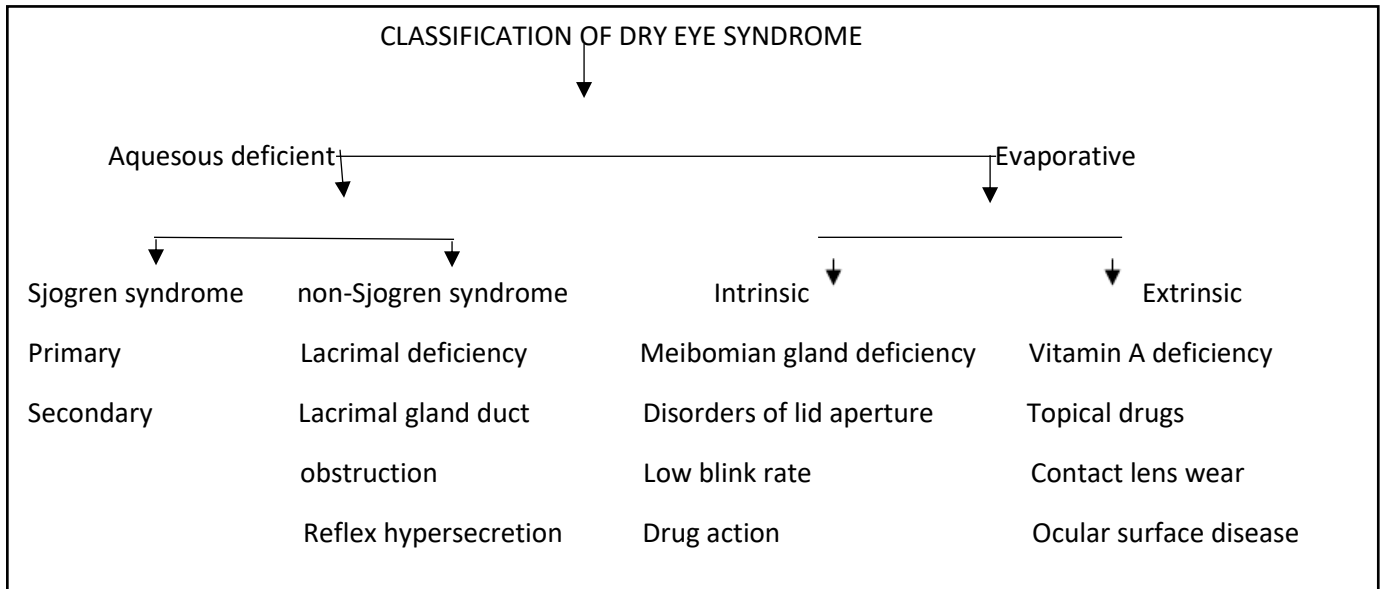 CLASSIFICATION OF DRY EYE SYNDROME
Aquesous deficient Evaporative
Sjogren syndrome non-Sjogren syndrome Intrinsic Extrinsic
Primary Lacrimal deficiency Meibomian gland deficiency Vitamin A deficiency
Secondary Lacrimal gland duct Disorders of lid aperture Topical drugs
obstruction Low blink rate Contact lens wear
Reflex hypersecretion Drug action Ocular surface disease